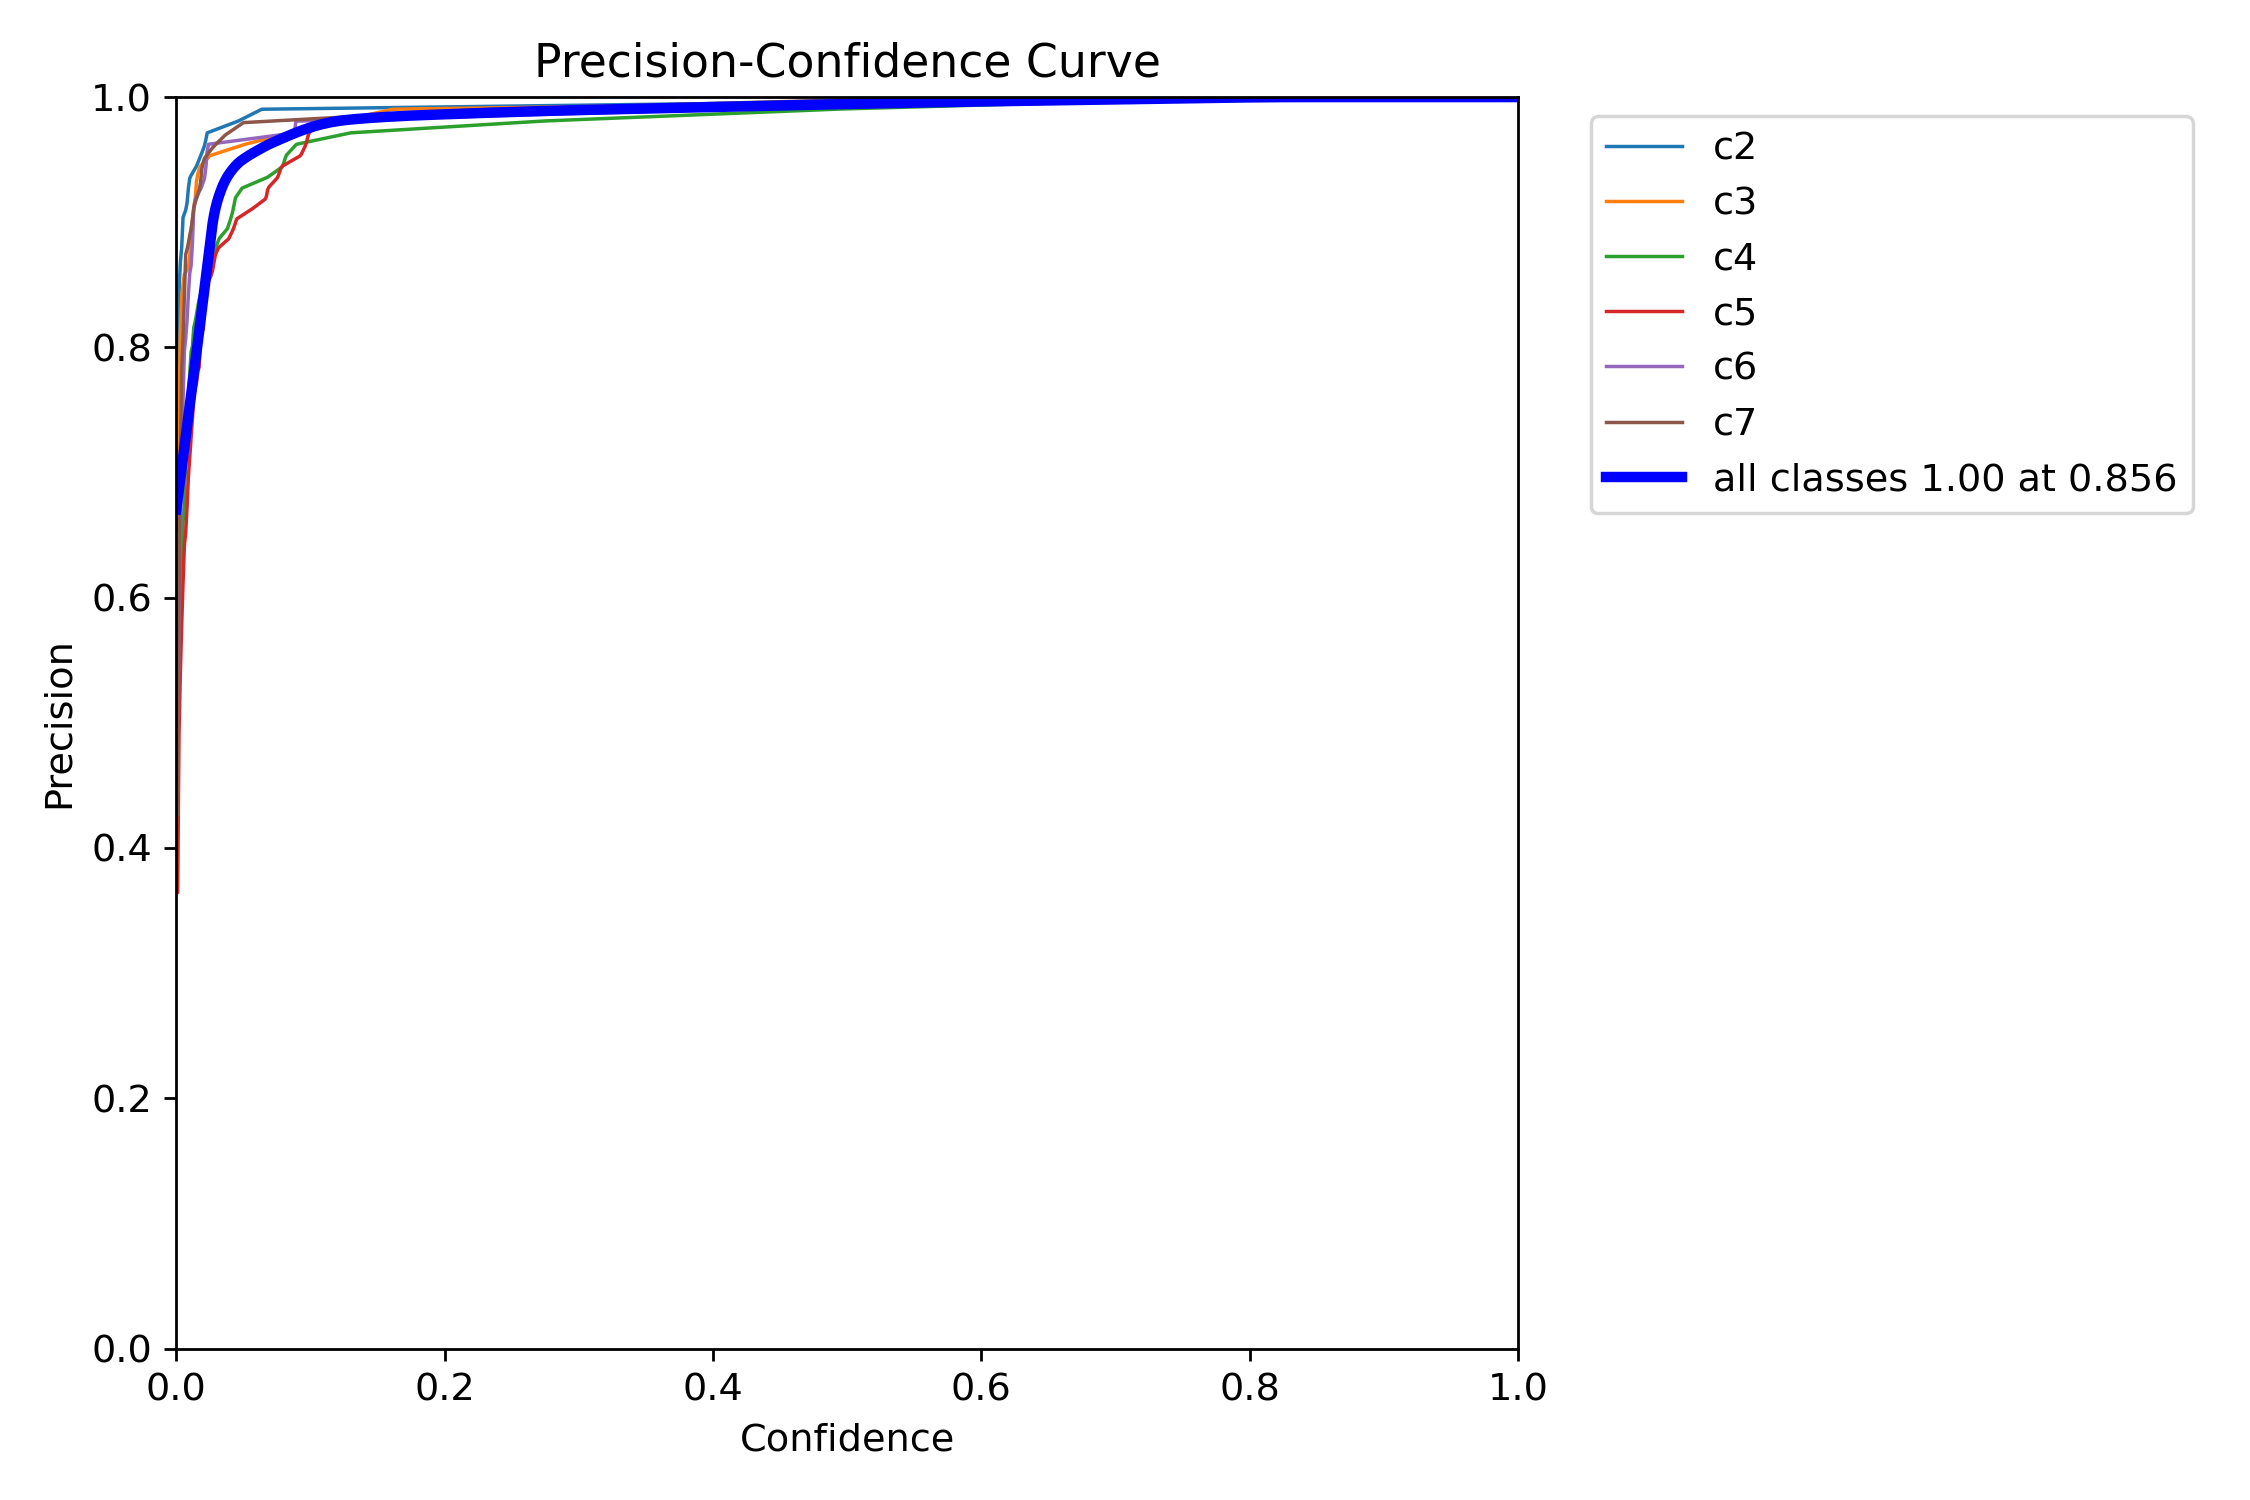 Precision-Confidence Curve
1.0
0.8
0.6
0.4
0.2
0.0
Precision
0.0 0.2 0.4 0.6 0.8 1.0
Confidence
c2
c3
c4
c5
c6
c7
all classes 1.00 at 0.856